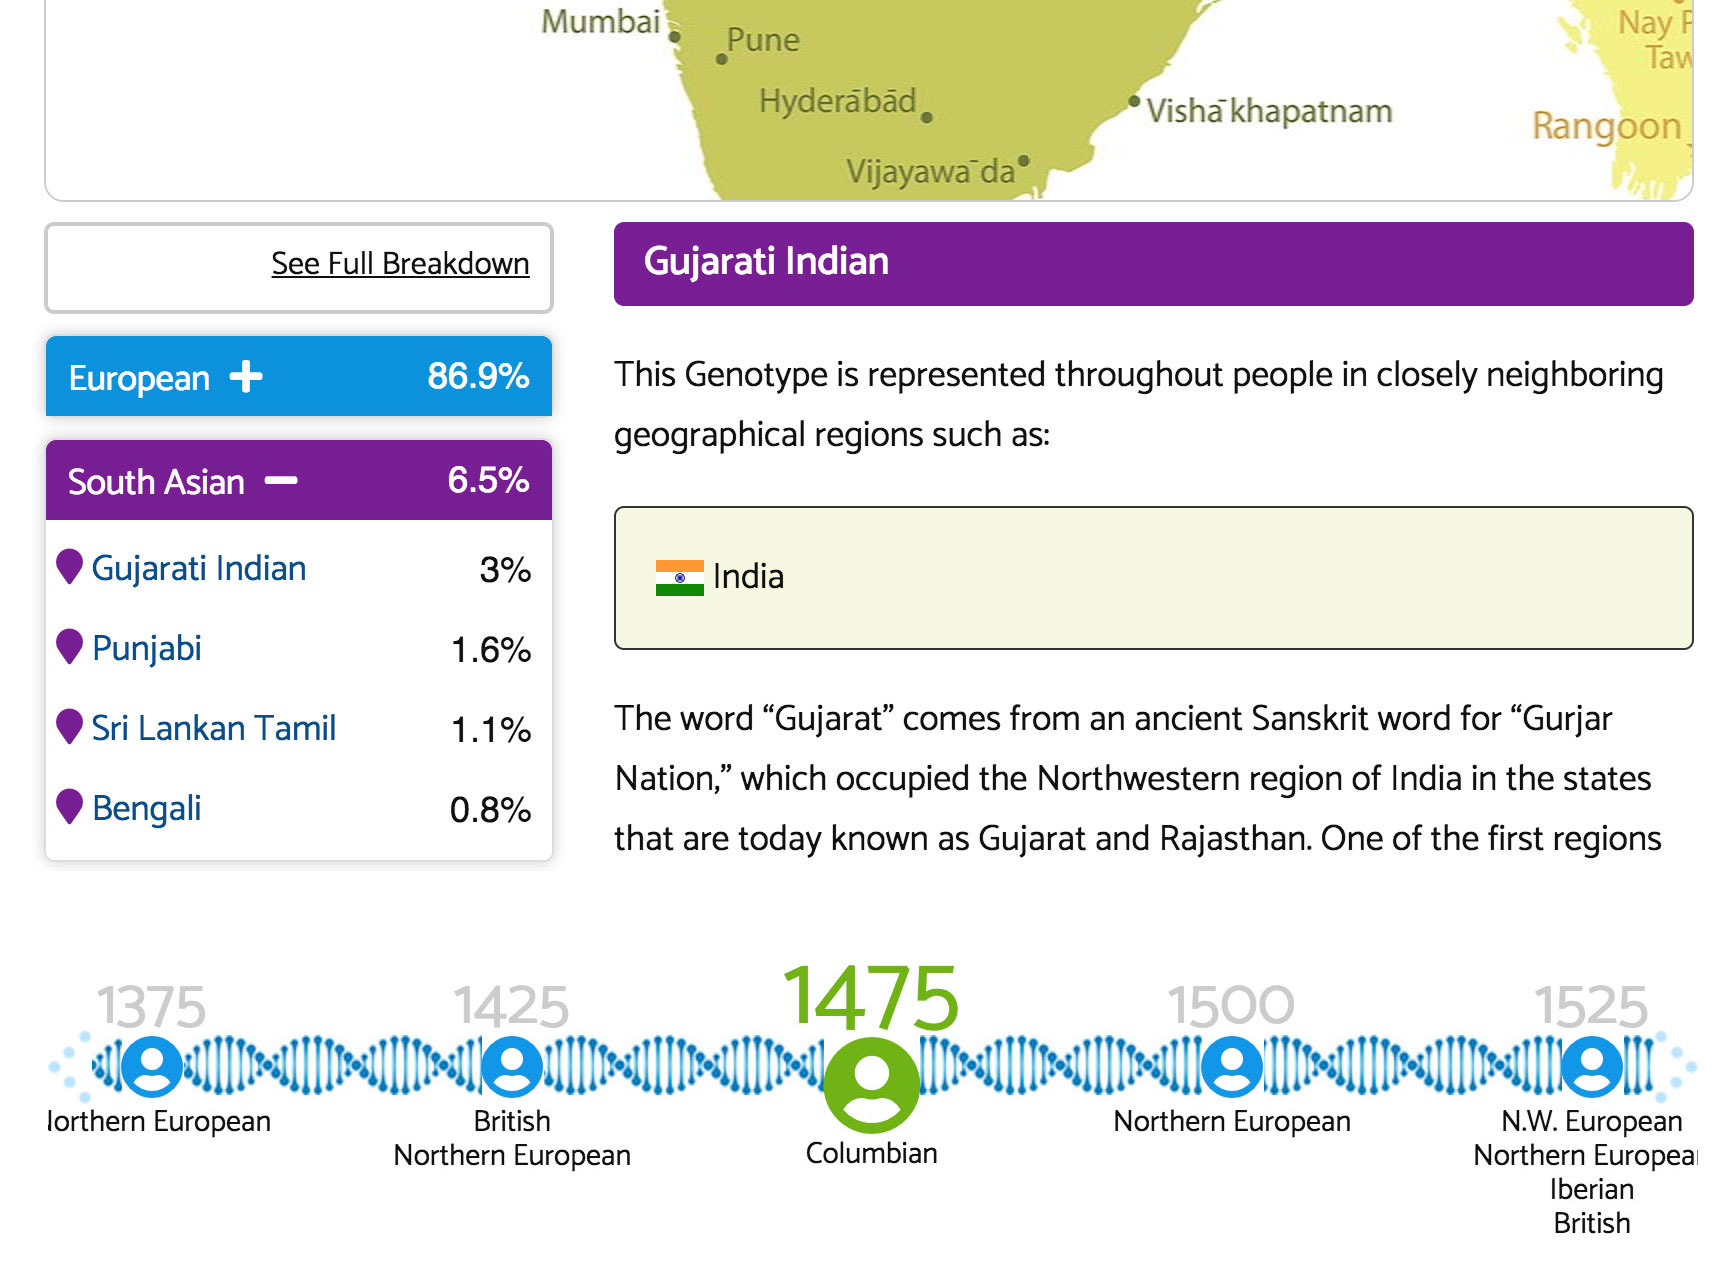 Mumbai
Pune
Hyderābād
Vishā khapatnam
Vijayawa¯da
Nay
Rangoon
See Full Breakdown
European + 86.9%
South Asian − 6.5%
Gujarati Indian 3%
Punjabi 1.6%
Sri Lankan Tamil 1.1%
Bengali 0.8%
Gujarati Indian
This Genotype is represented throughout people in closely neighboring
geographical regions such as:
India
The word “Gujarat” comes from an ancient Sanskrit word for “Gurjar
Nation,” which occupied the Northwestern region of India in the states
that are today known as Gujarat and Rajasthan. One of the first regions
1375
1425
1475
1500
1525
orthern European
British
Northern European
Columbian
Northern European
N.W. European
Northern Europea
Iberian
British